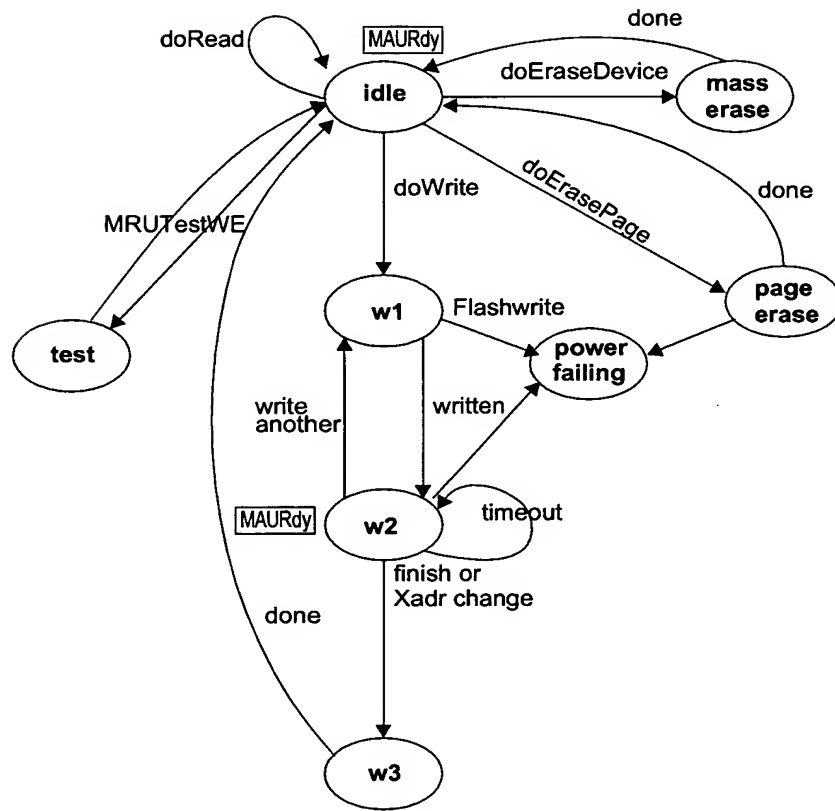 done
doRead
MAURdy
doEraseDevice
idle
mass
erase
doErasePage
doWrite
done
MRUTestWE
w1
Flashwrite
page
erase
test
power
failing
write
another
written
MAURdy
w2
timeout
finish or
Xadr change
done
w3